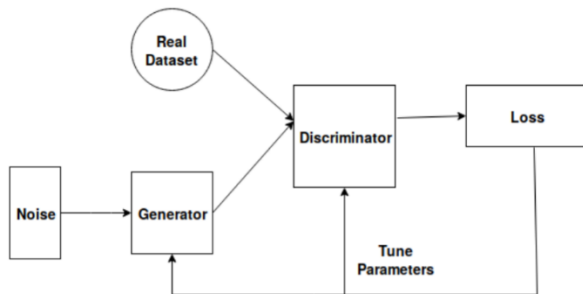 Real
Dataset
Discriminator
Loss
Noise
Generator
Tune
Parameters